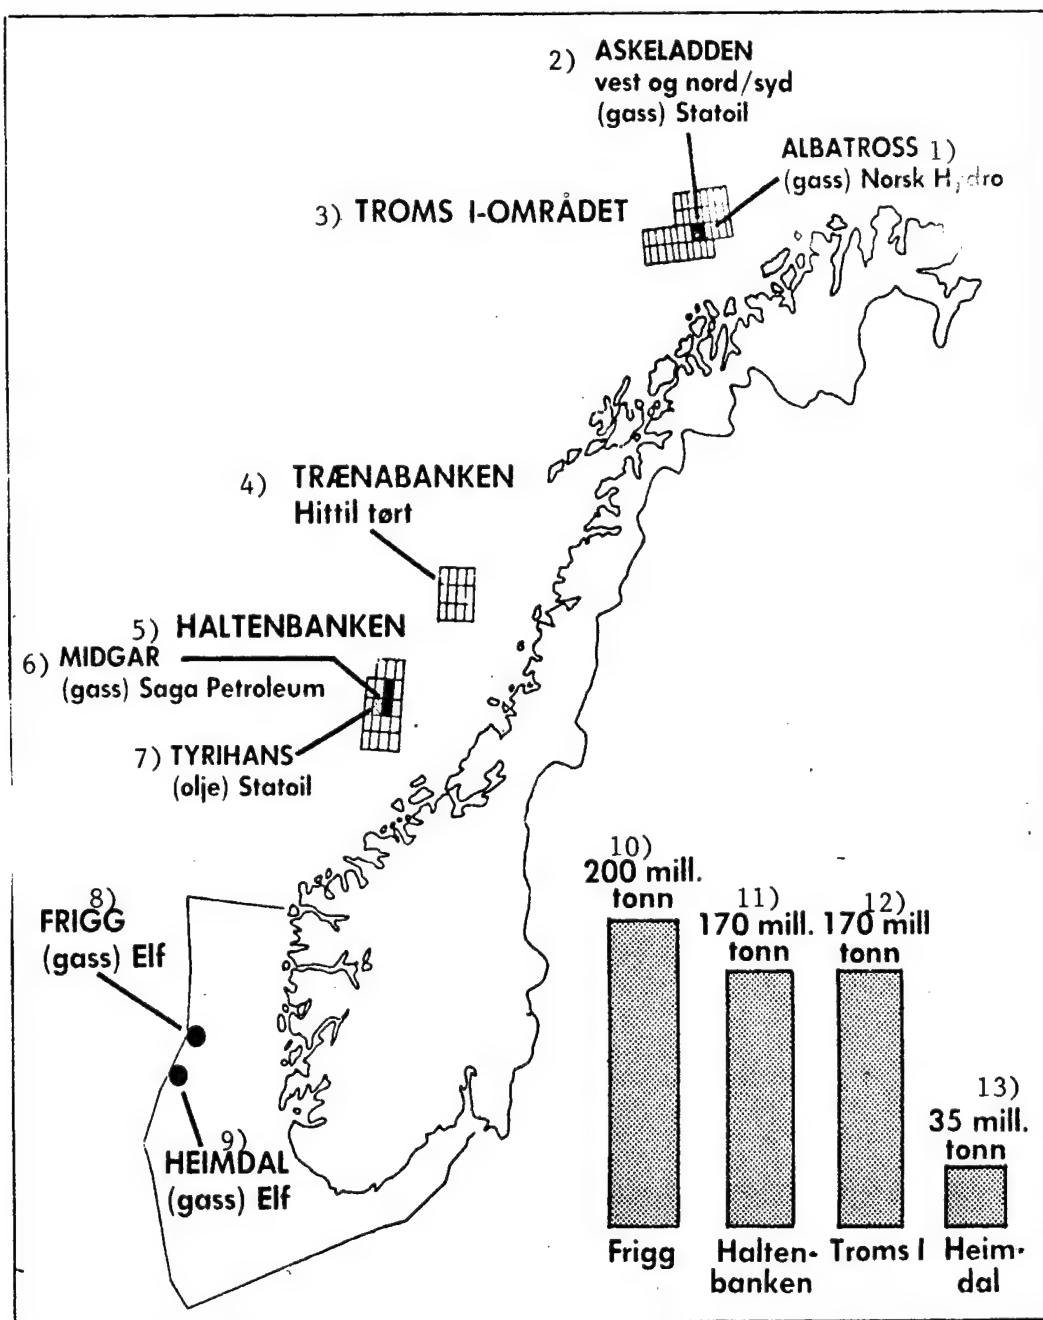 2) ASKELADDEN
vest og nord/syd
(gass) Statoil
ALBATROSS 1)
(gass) Norsk Hydro
3) TROMS I-OMRÅDET
4) TRÆNABANKEN
Hittil tørt
5) HALTENBANKEN
6) MIDGAR
(gass) Saga Petroleum
7) TYRIHANS
(olje) Statoil
8)
FRIGG
(gass) Elf
9)
HEIMDAL
(gass) Elf
10)
200 mill.
tonn
11)
170 mill.
tonn
12)
170 mill
tonn
13)
35 mill.
tonn
Frigg
Halten-
banken
Troms I
Heim-
dal